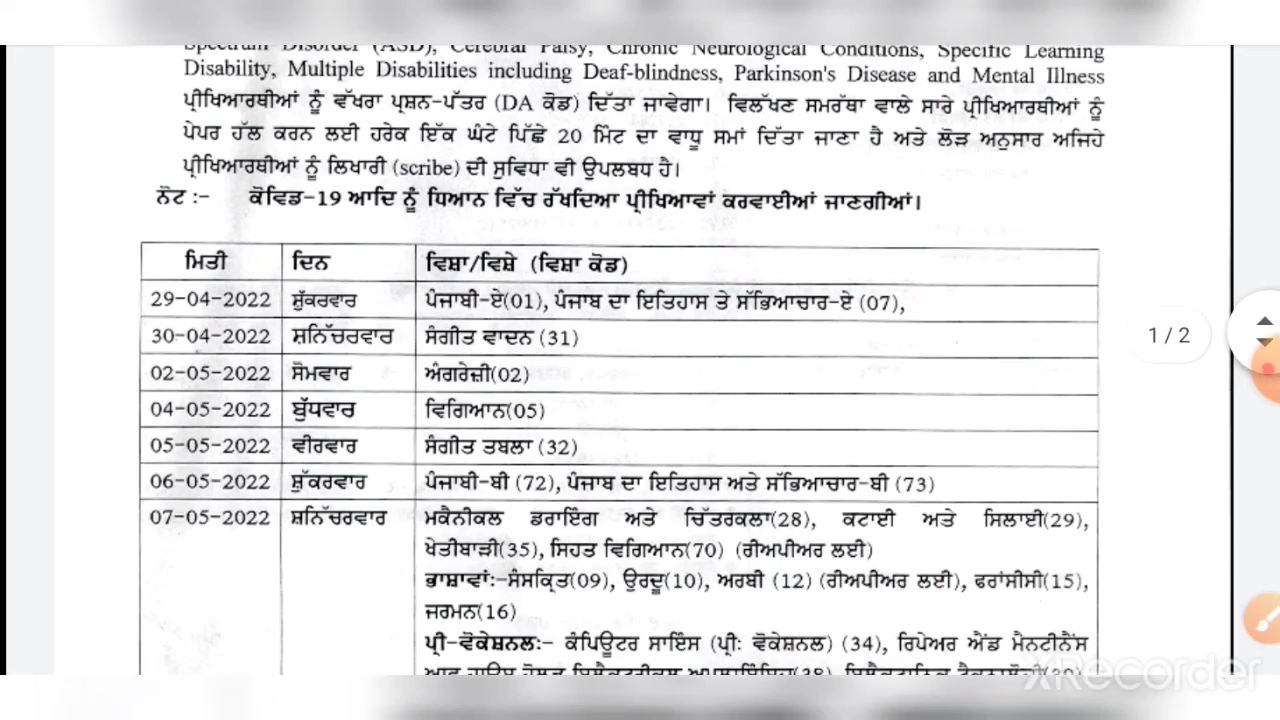 Spectrum Disorder (ASD), Cerebral Palsy, Chronic Neurological Conditions, Specific Learning
Disability, Multiple Disabilities including Deaf-blindness, Parkinson's Disease and Mental Illness
ਪ੍ਰੀਖਿਆਰਥੀਆਂ ਨੂੰ ਵੱਖਰਾ ਪ੍ਰਸ਼ਨ-ਪੱਤਰ (DA ਕੋਡ) ਦਿੱਤਾ ਜਾਵੇਗਾ। ਵਿਲੱਖਣ ਸਮਰੱਥਾ ਵਾਲੇ ਸਾਰੇ ਪ੍ਰੀਖਿਆਰਥੀਆਂ ਨੂੰ
ਪੇਪਰ ਹੱਲ ਕਰਨ ਲਈ ਹਰੇਕ ਇੱਕ ਘੰਟੇ ਪਿੱਛੇ 20 ਮਿੰਟ ਦਾ ਵਾਧੂ ਸਮਾਂ ਦਿੱਤਾ ਜਾਣਾ ਹੈ ਅਤੇ ਲੋੜ ਅਨੁਸਾਰ ਅਜਿਹੇ
ਪ੍ਰੀਖਿਆਰਥੀਆਂ ਨੂੰ ਲਿਖਾਰੀ (scribe) ਦੀ ਸੁਵਿਧਾ ਵੀ ਉਪਲਬਧ ਹੈ।
ਨੋਟ :- ਕੋਵਿਡ-19 ਆਦਿ ਨੂੰ ਧਿਆਨ ਵਿੱਚ ਰੱਖਦਿਆ ਪ੍ਰੀਖਿਆਵਾਂ ਕਰਵਾਈਆਂ ਜਾਣਗੀਆਂ।
ਮਿਤੀ ਦਿਨ ਵਿਸ਼ਾ/ਵਿਸ਼ੇ (ਵਿਸ਼ਾ ਕੋਡ)
29-04-2022 ਸ਼ੁੱਕਰਵਾਰ ਪੰਜਾਬੀ-ਏ(01), ਪੰਜਾਬ ਦਾ ਇਤਿਹਾਸ ਤੇ ਸੱਭਿਆਚਾਰ-ਏ (07),
30-04-2022 ਸ਼ਨਿੱਚਰਵਾਰ ਸੰਗੀਤ ਵਾਦਨ (31)
1 / 2
02-05-2022 ਸੋਮਵਾਰ ਅੰਗਰੇਜ਼ੀ(02)
04-05-2022 ਬੁੱਧਵਾਰ ਵਿਗਿਆਨ(05)
05-05-2022 ਵੀਰਵਾਰ ਸੰਗੀਤ ਤਬਲਾ (32)
06-05-2022 ਸ਼ੁੱਕਰਵਾਰ ਪੰਜਾਬੀ-ਬੀ (72), ਪੰਜਾਬ ਦਾ ਇਤਿਹਾਸ ਅਤੇ ਸੱਭਿਆਚਾਰ-ਬੀ (73)
07-05-2022 ਸ਼ਨਿੱਚਰਵਾਰ ਮਕੈਨੀਕਲ ਡਰਾਇੰਗ ਅਤੇ ਚਿੱਤਰਕਲਾ(28), ਕਟਾਈ ਅਤੇ ਸਿਲਾਈ(29),
ਖੇਤੀਬਾੜੀ(35), ਸਿਹਤ ਵਿਗਿਆਨ(70) (ਰੀਅਪੀਅਰ ਲਈ)
ਭਾਸ਼ਾਵਾਂ:-ਸੰਸਕ੍ਰਿਤ(09), ਉਰਦੂ(10), ਅਰਬੀ (12) (ਰੀਅਪੀਅਰ ਲਈ), ਫਰਾਂਸੀਸੀ(15),
ਜਰਮਨ(16)
ਪ੍ਰੀ-ਵੋਕੇਸ਼ਨਲ:- ਕੰਪਿਊਟਰ ਸਾਇੰਸ (ਪ੍ਰੀ: ਵੋਕੇਸ਼ਨਲ) (34), ਰਿਪੇਅਰ ਐਂਡ ਮੈਨਟੀਨੈਂਸ
XRecorder